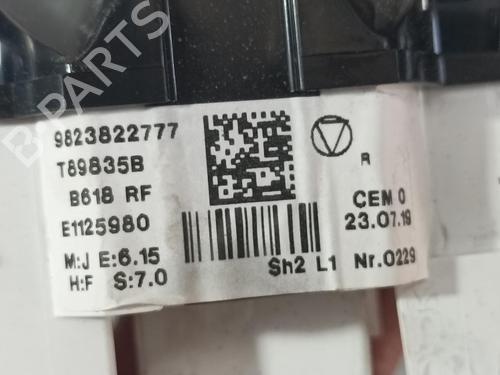 B-PARTS
9823822777
T89835B
B618 RF
E1125980
M:J E:6.15
H:F S:7.0
R
CEM 0
23.07.19
Sh2 L1 Nr.0229